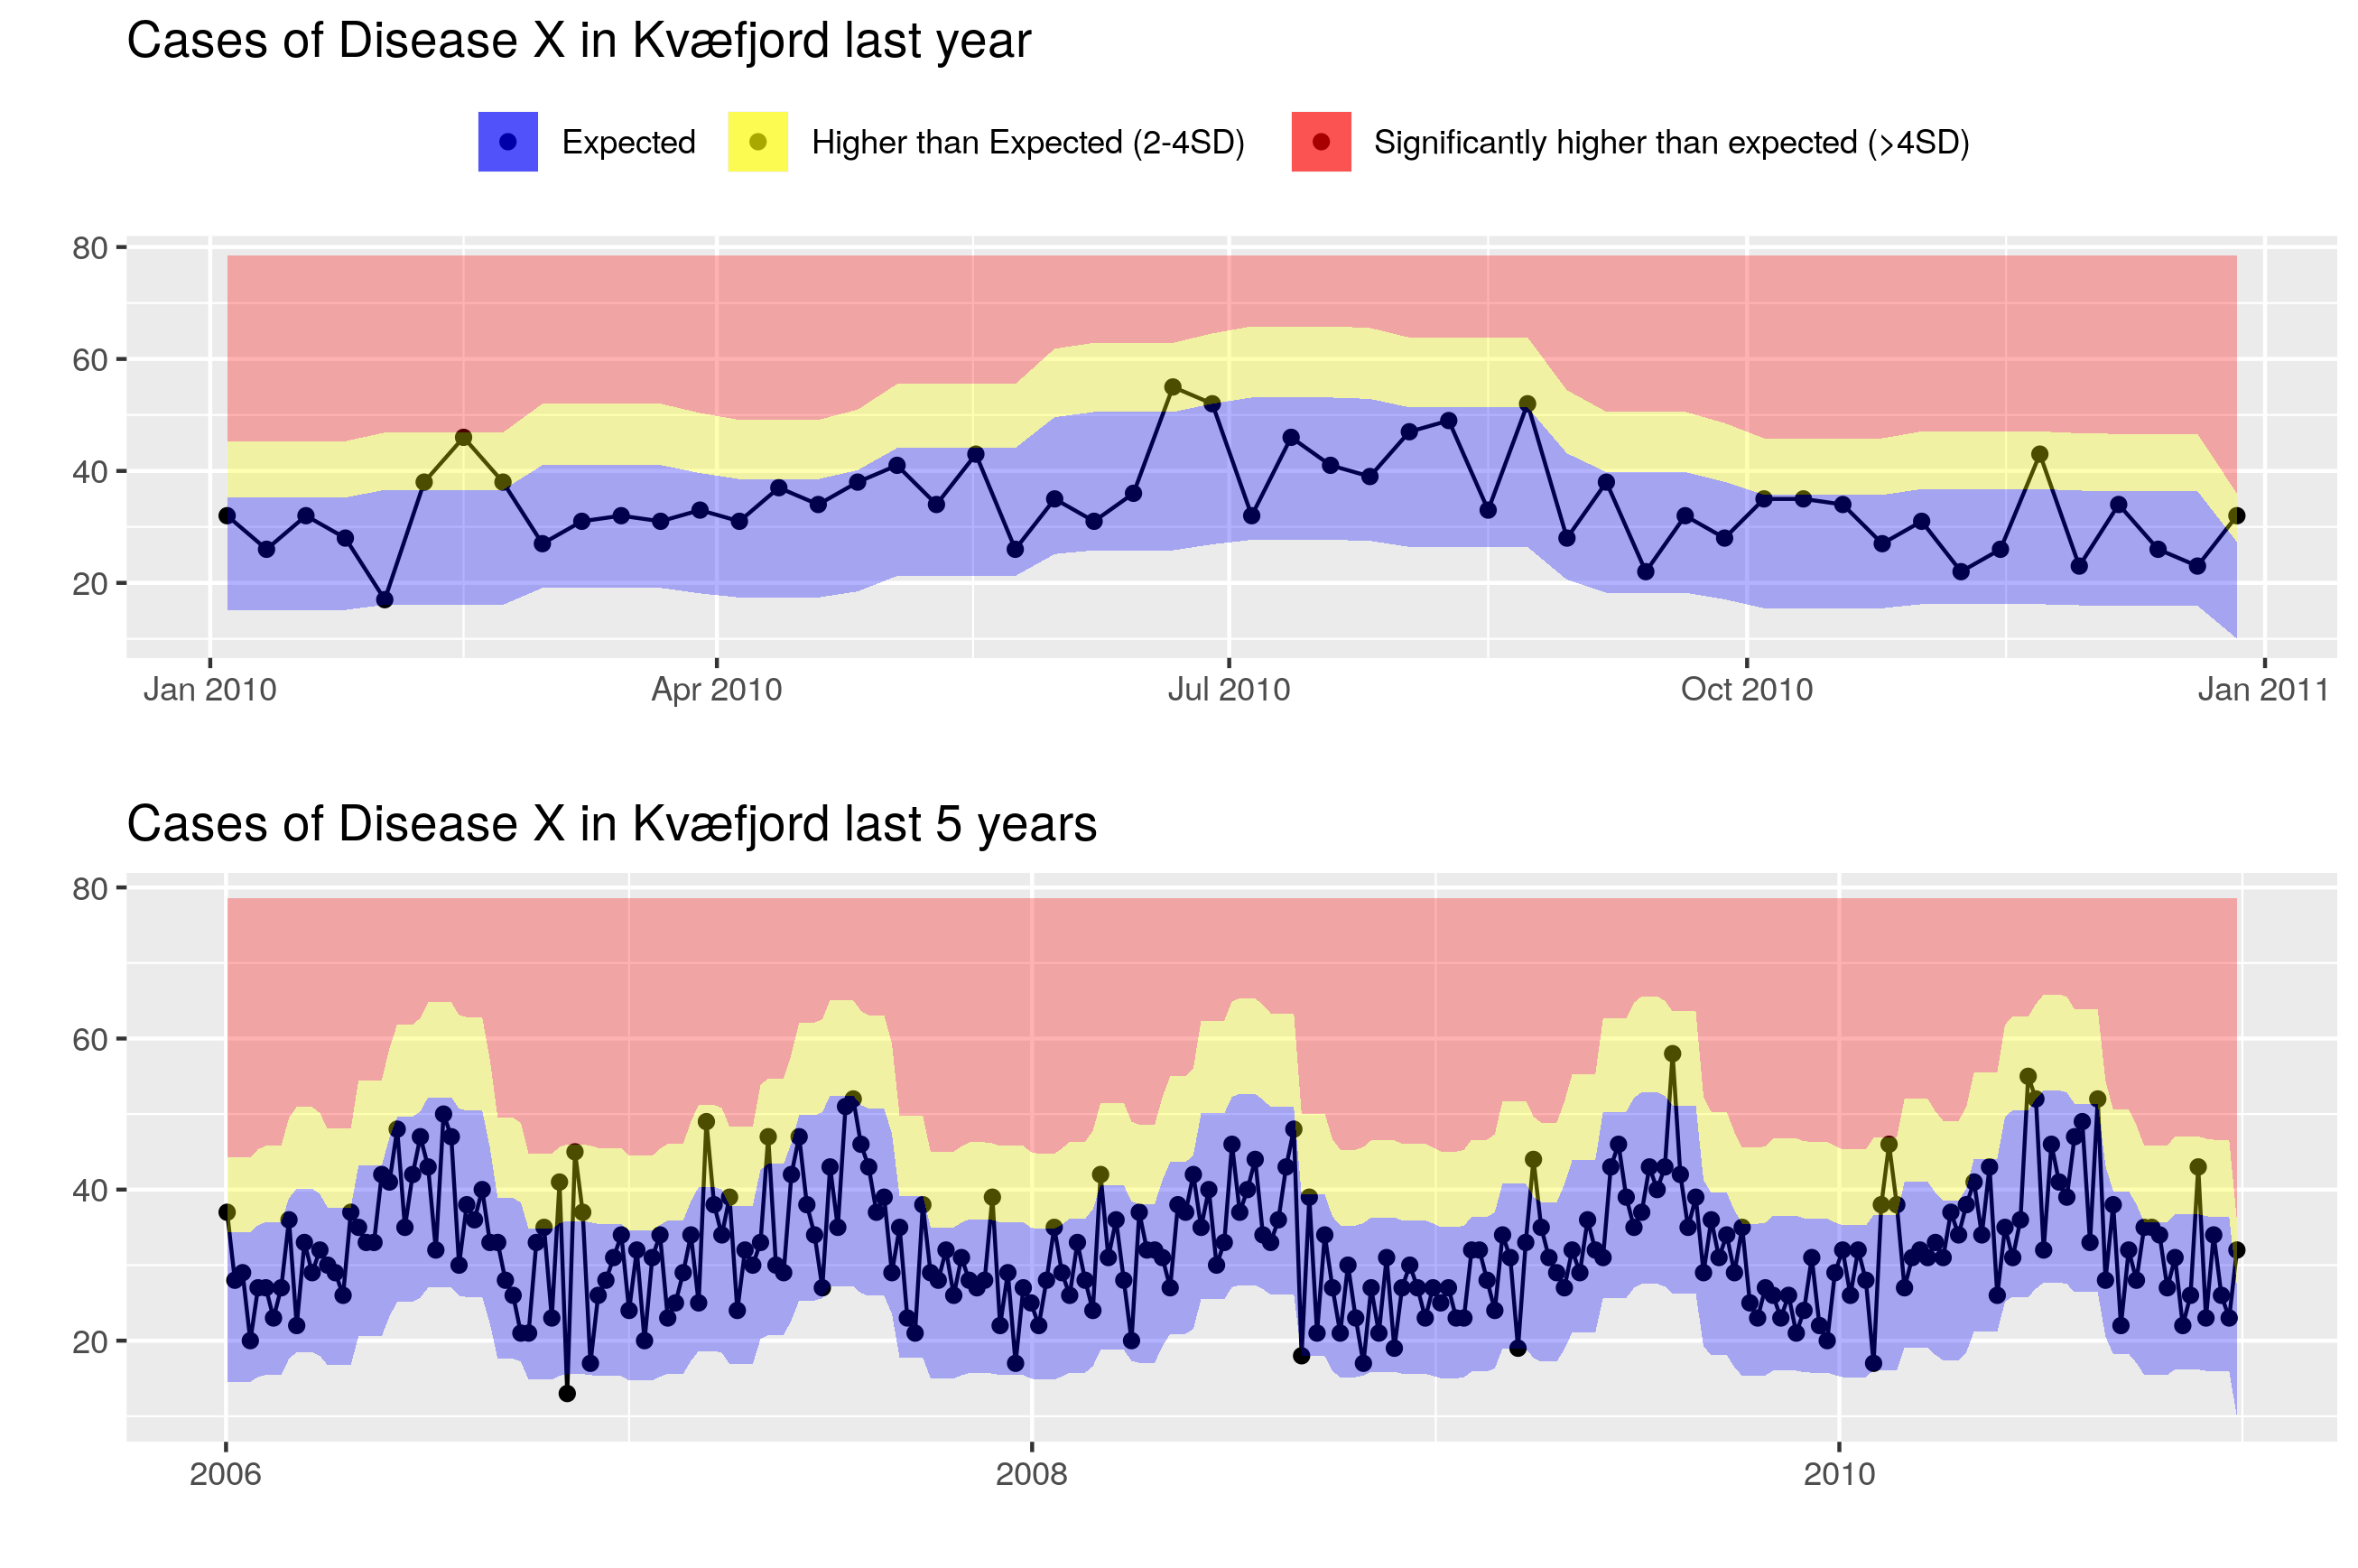 Cases of Disease X in Kvæfjord last year
Expected Higher than Expected (2-4SD) Significantly higher than expected (>4SD)
80
60
40
20
Jan 2010 Apr 2010 Jul 2010 Oct 2010 Jan 2011
Cases of Disease X in Kvæfjord last 5 years
80
60
40
20
2006 2008 2010